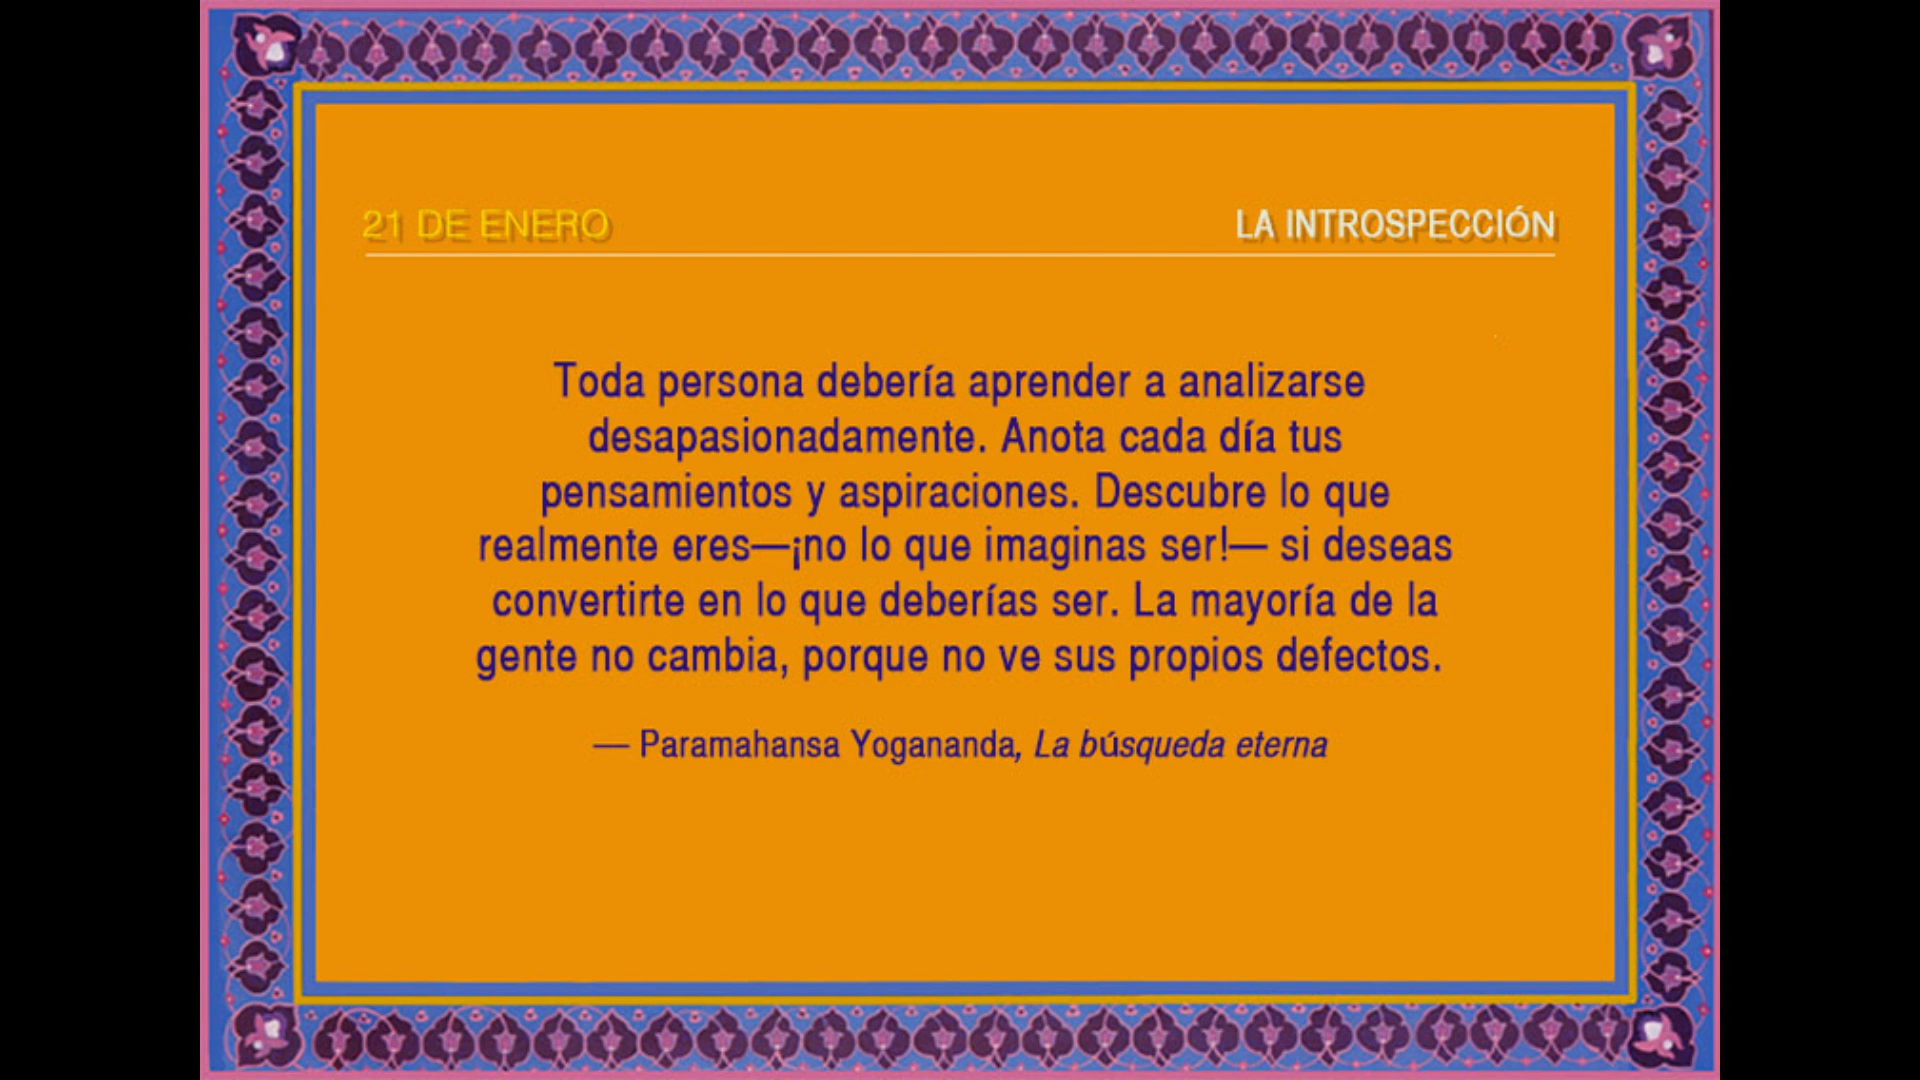 21 DE ENERO
LA INTROSPECCIÓN
Toda persona debería aprender a analizarse
desapasionadamente. Anota cada día tus
pensamientos y aspiraciones. Descubre lo que
realmente eres—¡no lo que imaginas ser!— si deseas
convertirte en lo que deberías ser. La mayoría de la
gente no cambia, porque no ve sus propios defectos.
— Paramahansa Yogananda, La búsqueda eterna